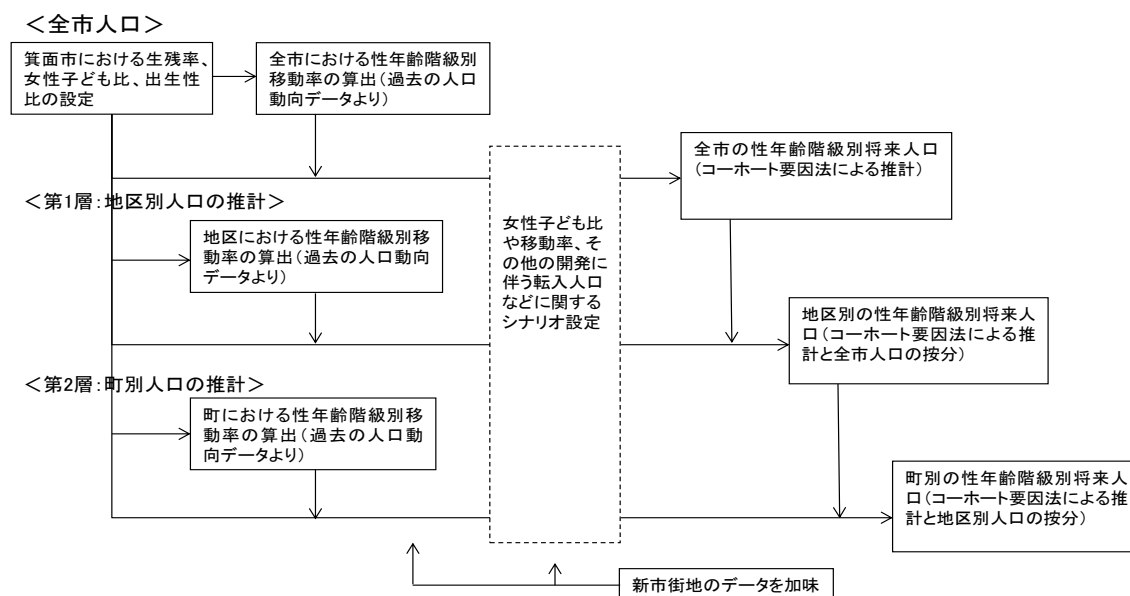 ＜全市人口＞
箕面市における生残率、
女性子ども比、出生性
比の設定
全市における性年齢階級別
移動率の算出（過去の人口
動向データより）
全市の性年齢階級別将来人口
（コーホート要因法による推計）
＜第1層：地区別人口の推計＞
地区における性年齢階級別移
動率の算出（過去の人口動向
データより）
女性子ども比
や移動率、そ
の他の開発に
伴う転入人口
などに関する
シナリオ設定
地区別の性年齢階級別将来人
口（コーホート要因法による推
計と全市人口の按分）
＜第2層：町別人口の推計＞
町における性年齢階級別移
動率の算出（過去の人口動
向データより）
町別の性年齢階級別将来人
口（コーホート要因法による推
計と地区別人口の按分）
新市街地のデータを加味